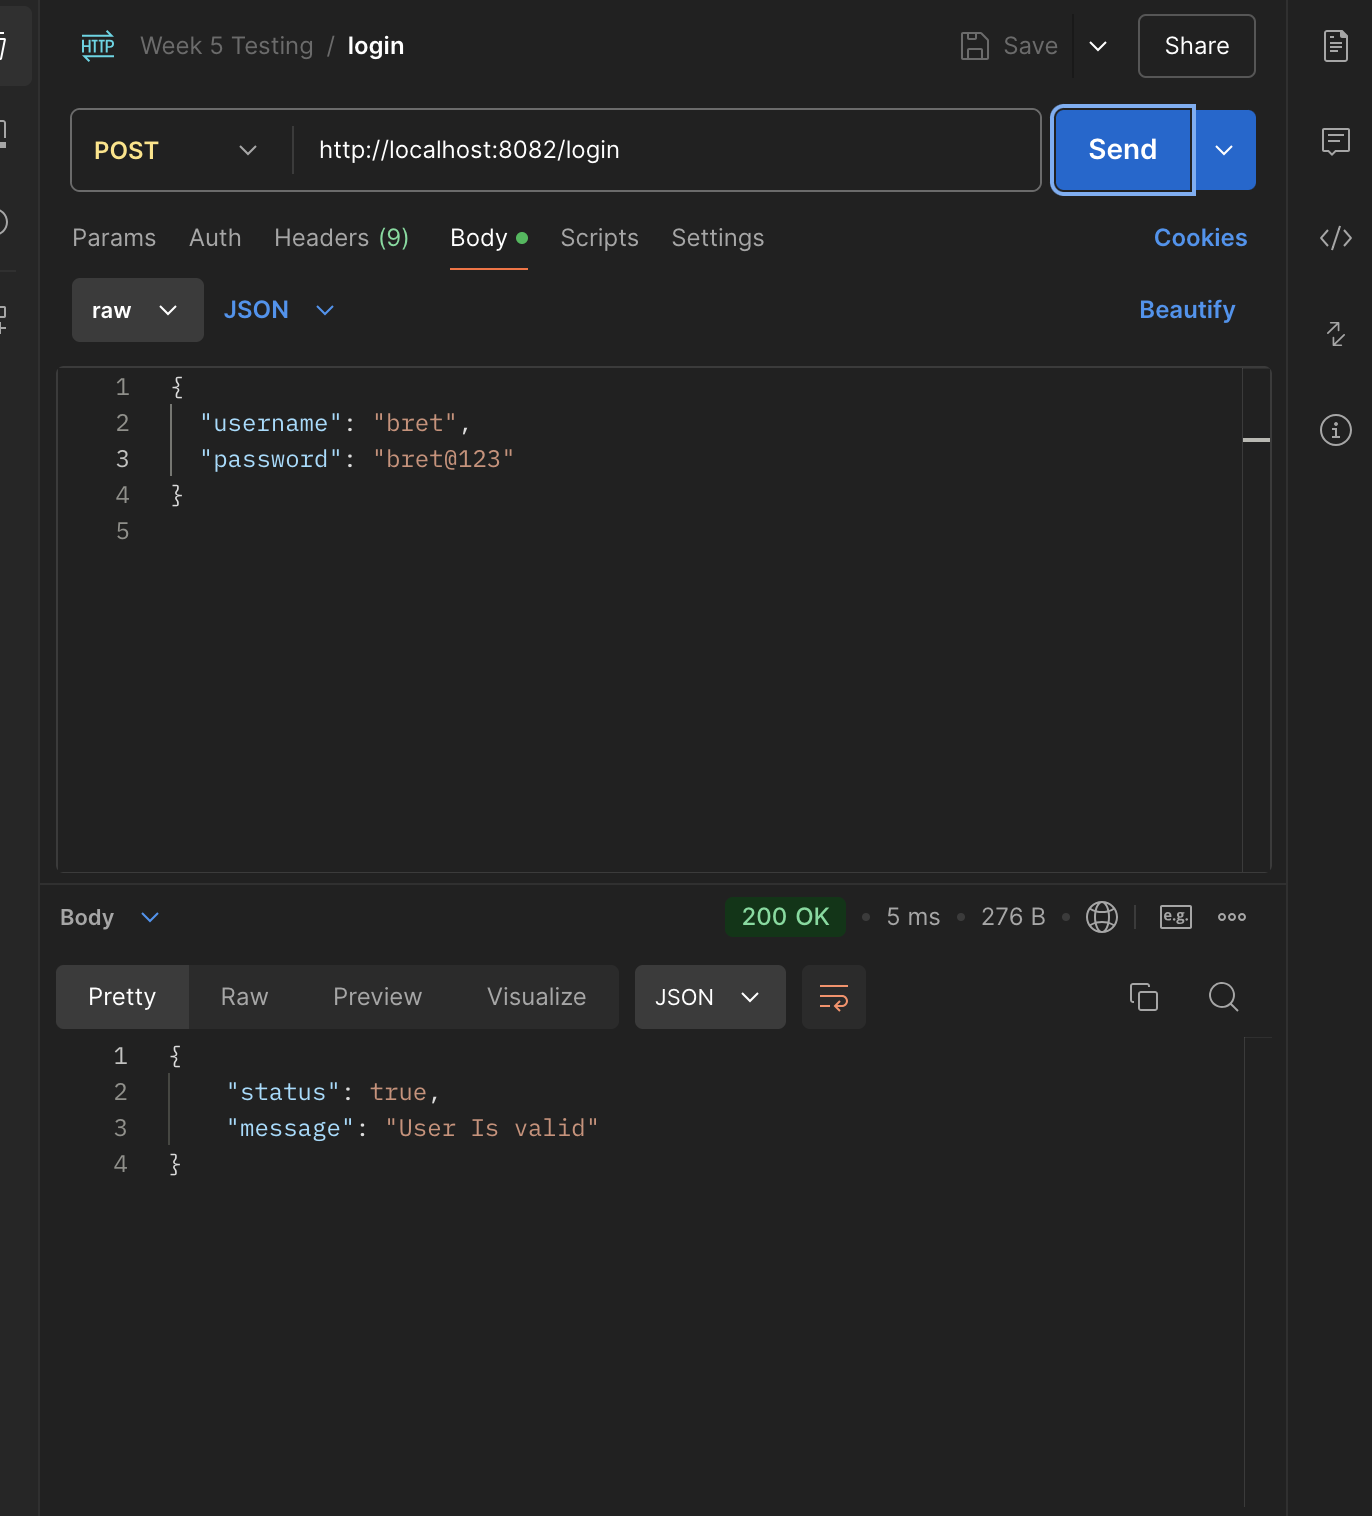 HTTP Week 5 Testing / login Save Share
POST http://localhost:8082/login Send
Params Auth Headers (9) Body Scripts Settings Cookies
raw JSON Beautify
1 {
2 "username": "bret",
3 "password": "bret@123"
4 }
5
Body 200 OK • 5 ms • 276 B • e.g.
Pretty Raw Preview Visualize JSON
1 {
2 "status": true,
3 "message": "User Is valid"
4 }